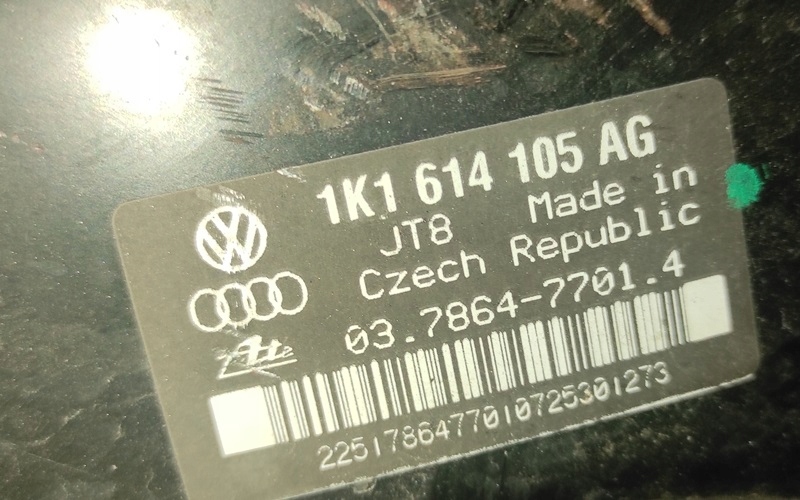 1K1 614 105 AG
JT8 Made in
Czech Republic
03.7864-7701.4
2251786477010725301273